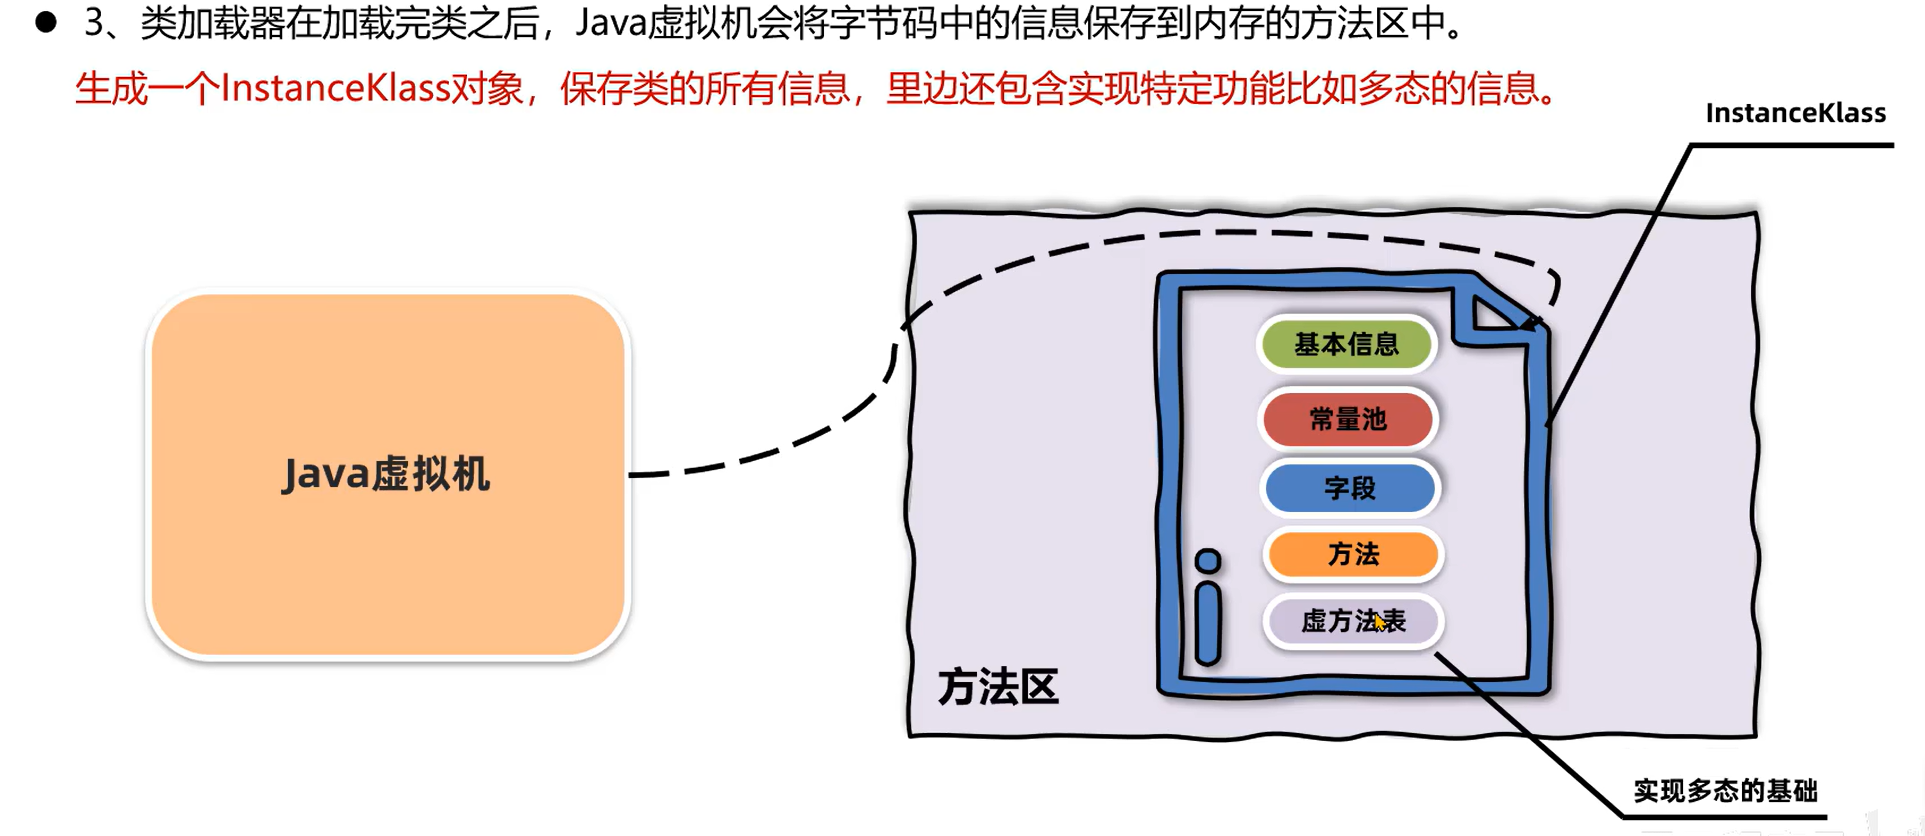 ● 3、类加载器在加载完类之后，Java虚拟机会将字节码中的信息保存到内存的方法区中。
生成一个InstanceKlass对象，保存类的所有信息，里边还包含实现特定功能比如多态的信息。
InstanceKlass
基本信息
常量池
字段
Java虚拟机
方法
虚方法表
方法区
实现多态的基础